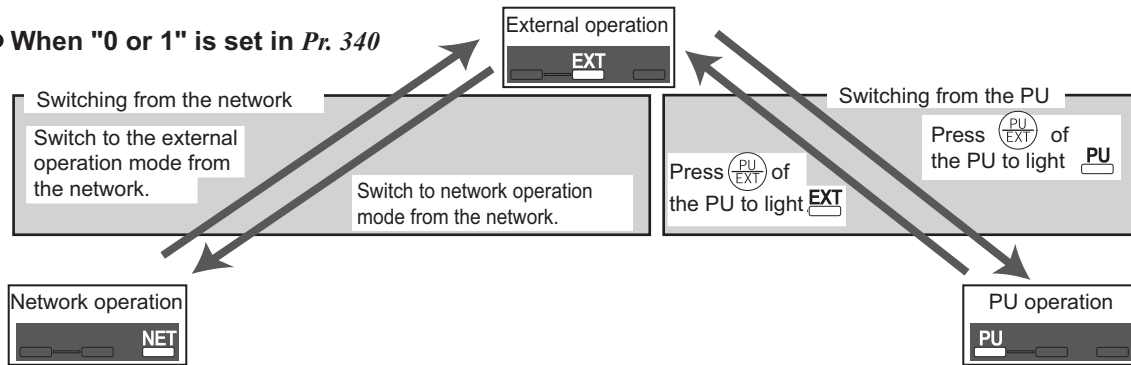 When "0 or 1" is set in Pr. 340
External operation
EXT
Switching from the network
Switch to the external
operation mode from
the network.
Switch to network operation
mode from the network.
Switching from the PU
Press PU/EXT of
the PU to light PU
Press PU/EXT of
the PU to light EXT
Network operation
NET
PU operation
PU